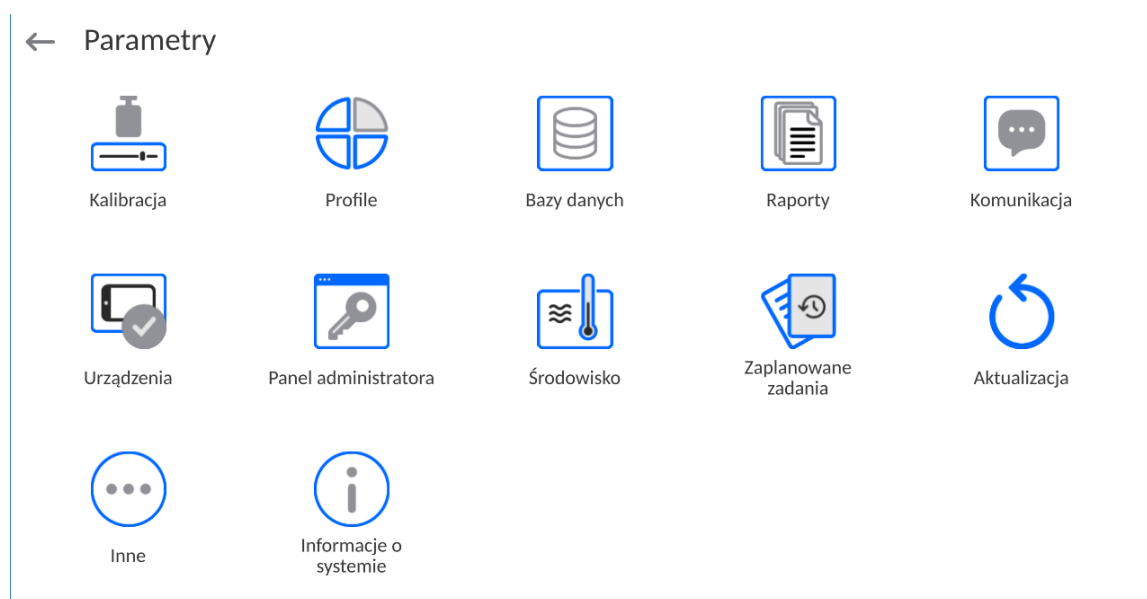 Parametry
Kalibracja
Profile
Bazy danych
Raporty
Komunikacja
Urządzenia
Panel administratora
Środowisko
Zaplanowane
zadania
Aktualizacja
Inne
Informacje o
systemie